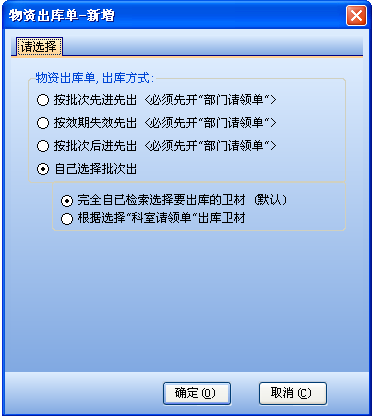 物资出库单-新增
请选择
物资出库单, 出库方式:
按批次先进先出 <必须先开"部门请领单">
按效期失效先出 <必须先开"部门请领单">
按批次后进先出 <必须先开"部门请领单">
自己选择批次出
完全自己检索选择要出库的卫材 (默认)
根据选择"科室请领单"出库卫材
确定(O) 取消(C)